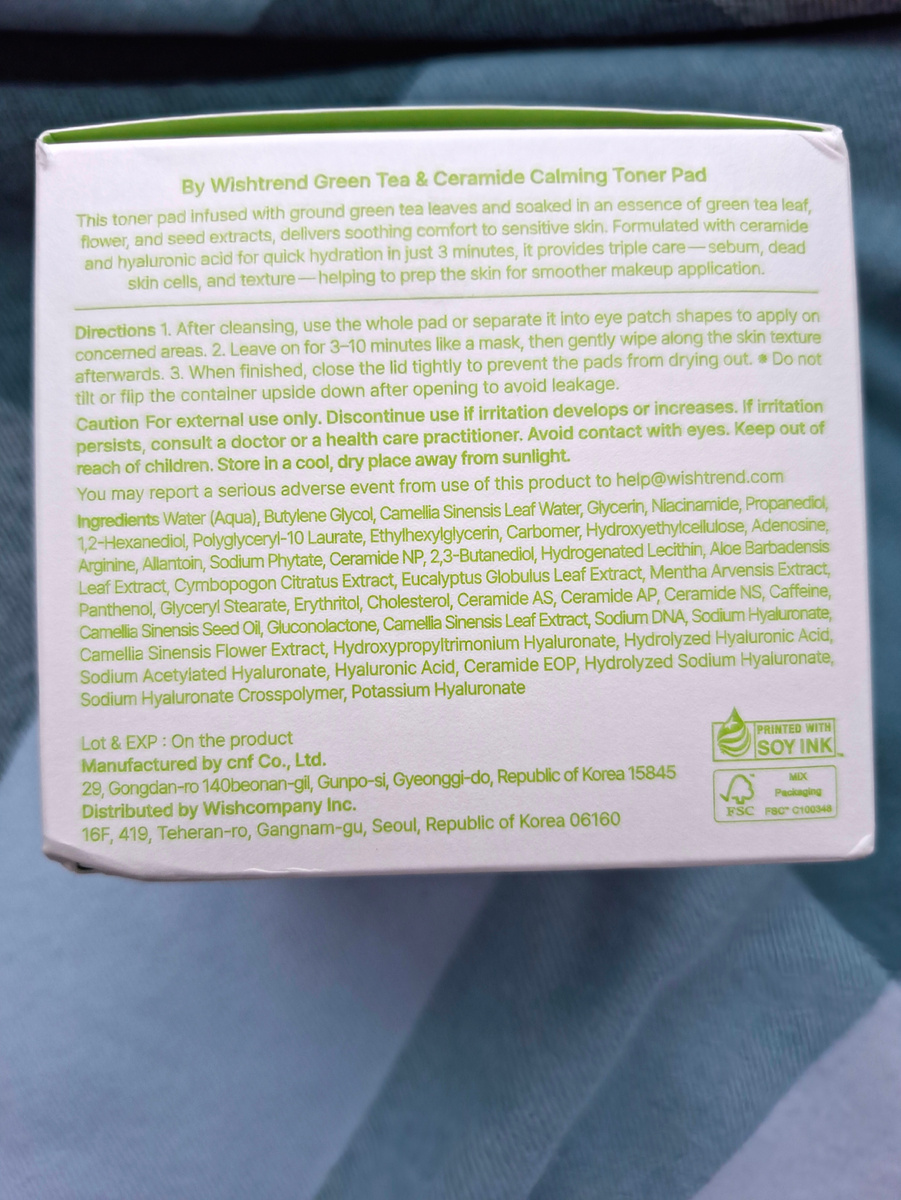 By Wishtrend Green Tea & Ceramide Calming Toner Pad
This toner pad infused with ground green tea leaves and soaked in an essence of green tea leaf,
flower, and seed extracts, delivers soothing comfort to sensitive skin. Formulated with ceramide
and hyaluronic acid for quick hydration in just 3 minutes, it provides triple care—sebum, dead
skin cells, and texture—helping to prep the skin for smoother makeup application.
Directions 1. After cleansing, use the whole pad or separate it into eye patch shapes to apply on
concerned areas. 2. Leave on for 3–10 minutes like a mask, then gently wipe along the skin texture
afterwards. 3. When finished, close the lid tightly to prevent the pads from drying out. * Do not
tilt or flip the container upside down after opening to avoid leakage.
Caution For external use only. Discontinue use if irritation develops or increases. If irritation
persists, consult a doctor or a health care practitioner. Avoid contact with eyes. Keep out of
reach of children. Store in a cool, dry place away from sunlight.
You may report a serious adverse event from use of this product to help@wishtrend.com
Ingredients Water (Aqua), Butylene Glycol, Camellia Sinensis Leaf Water, Glycerin, Niacinamide, Propanediol,
1,2-Hexanediol, Polyglyceryl-10 Laurate, Ethylhexylglycerin, Carbomer, Hydroxyethylcellulose, Adenosine,
Arginine, Allantoin, Sodium Phytate, Ceramide NP, 2,3-Butanediol, Hydrogenated Lecithin, Aloe Barbadensis
Leaf Extract, Cymbopogon Citratus Extract, Eucalyptus Globulus Leaf Extract, Mentha Arvensis Extract,
Panthenol, Glyceryl Stearate, Erythritol, Cholesterol, Ceramide AS, Ceramide AP, Ceramide NS, Caffeine,
Camellia Sinensis Seed Oil, Gluconolactone, Camellia Sinensis Leaf Extract, Sodium DNA, Sodium Hyaluronate,
Camellia Sinensis Flower Extract, Hydroxypropyltrimonium Hyaluronate, Hydrolyzed Hyaluronic Acid,
Sodium Acetylated Hyaluronate, Hyaluronic Acid, Ceramide EOP, Hydrolyzed Sodium Hyaluronate,
Sodium Hyaluronate Crosspolymer, Potassium Hyaluronate
Lot & EXP : On the product
Manufactured by cnf Co., Ltd.
29, Gongdan-ro 140beonan-gil, Gunpo-si, Gyeonggi-do, Republic of Korea 15845
Distributed by Wishcompany Inc.
16F, 419, Teheran-ro, Gangnam-gu, Seoul, Republic of Korea 06160
PRINTED WITH
SOY INK™
MIX
Packaging
FSC FSC® C100348